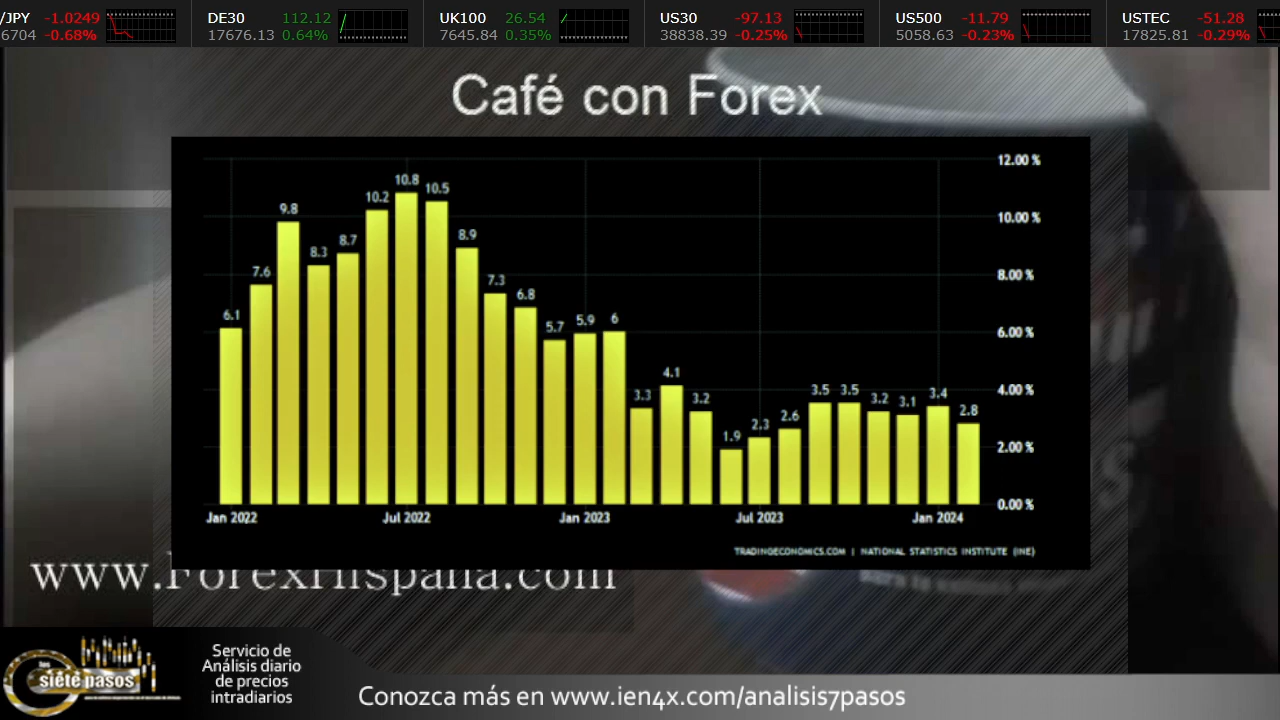 /JPY -1.0249
6704 -0.68%
DE30 112.12
17676.13 0.64%
UK100 26.54
7645.84 0.35%
US30 -97.13
38838.39 -0.25%
US500 -11.79
5058.63 -0.23%
USTEC -51.28
17825.81 -0.29%
Café con Forex
12.00 %
10.00 %
8.00 %
6.00 %
4.00 %
2.00 %
0.00 %
6.1 7.6 9.8 8.3 8.7 10.2 10.8 10.5 8.9 7.3 6.8 5.7 5.9 6 3.3 4.1 3.2 1.9 2.3 2.6 3.5 3.5 3.2 3.1 3.4 2.8
Jan 2022 Jul 2022 Jan 2023 Jul 2023 Jan 2024
TRADINGECONOMICS.COM | NATIONAL STATISTICS INSTITUTE (INE)
www.ForexHispana.com
los
siete pasos
Servicio de
Análisis diario
de precios
intradiarios
Conozca más en www.ien4x.com/analisis7pasos